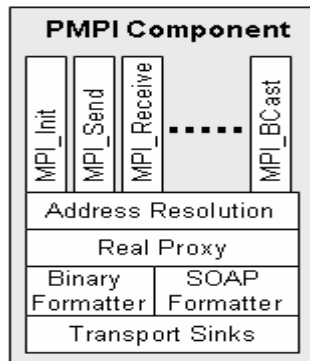 PMPI Component
MPI_Init
MPI_Send
MPI_Receive
MPI_BCast
Address Resolution
Real Proxy
Binary Formatter
SOAP Formatter
Transport Sinks